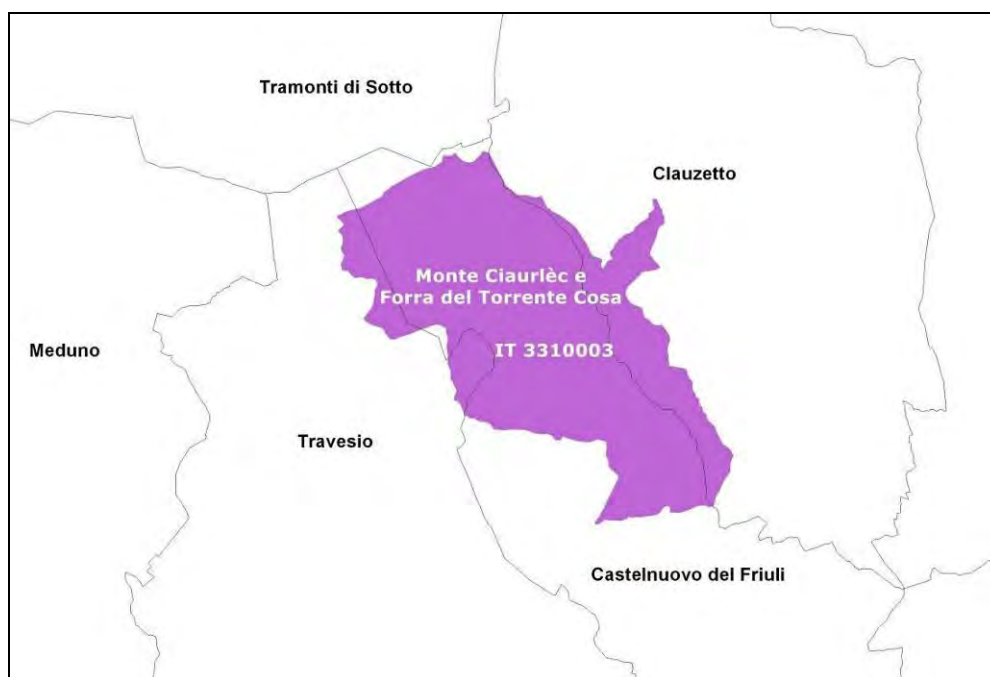 Tramonti di Sotto
Clauzetto
Monte Ciaurlèc e
Forra del Torrente Cosa
IT 3310003
Meduno
Travesio
Castelnuovo del Friuli